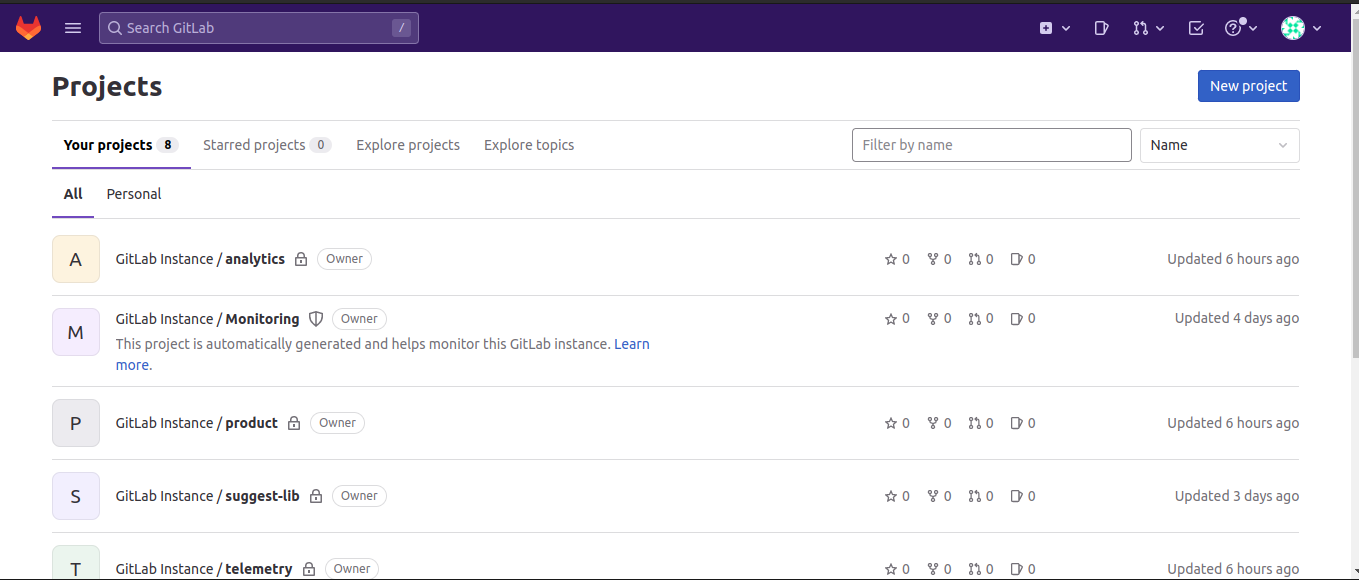 Search GitLab /
Projects
New project
Your projects 8 Starred projects 0 Explore projects Explore topics Filter by name Name
All Personal
A GitLab Instance / analytics Owner 0 0 0 0 Updated 6 hours ago
M GitLab Instance / Monitoring Owner 0 0 0 0 Updated 4 days ago
This project is automatically generated and helps monitor this GitLab instance. Learn
more.
P GitLab Instance / product Owner 0 0 0 0 Updated 6 hours ago
S GitLab Instance / suggest-lib Owner 0 0 0 0 Updated 3 days ago
T GitLab Instance / telemetry Owner 0 0 0 0 Updated 6 hours ago